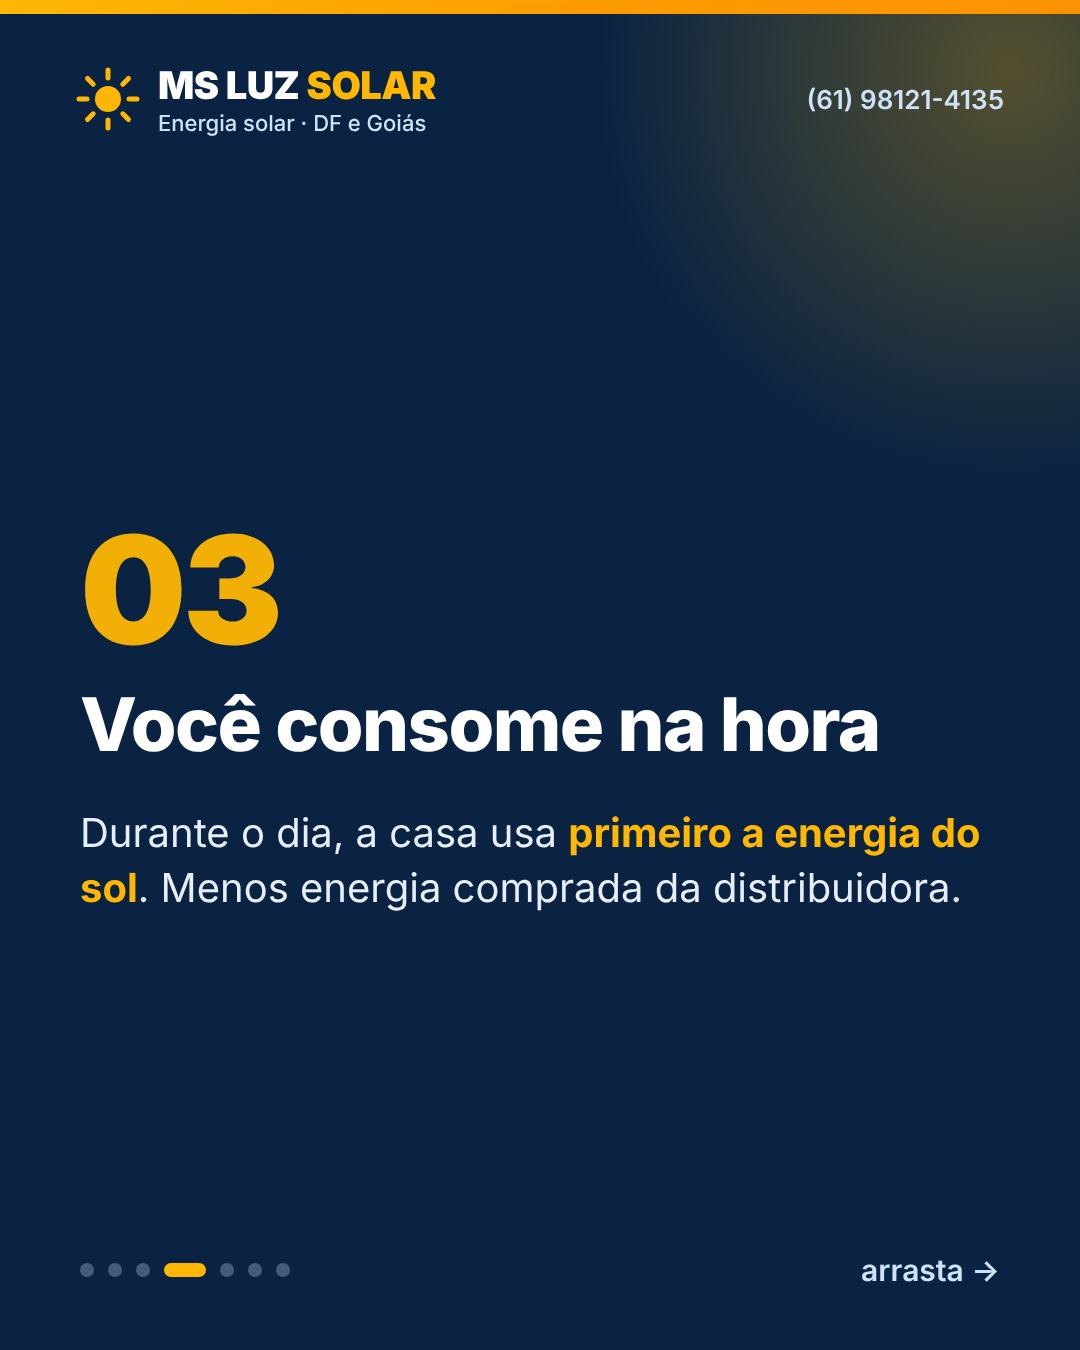 MS LUZ SOLAR
Energia solar · DF e Goiás
(61) 98121-4135
03
Você consome na hora
Durante o dia, a casa usa primeiro a energia do
sol. Menos energia comprada da distribuidora.
arrasta →